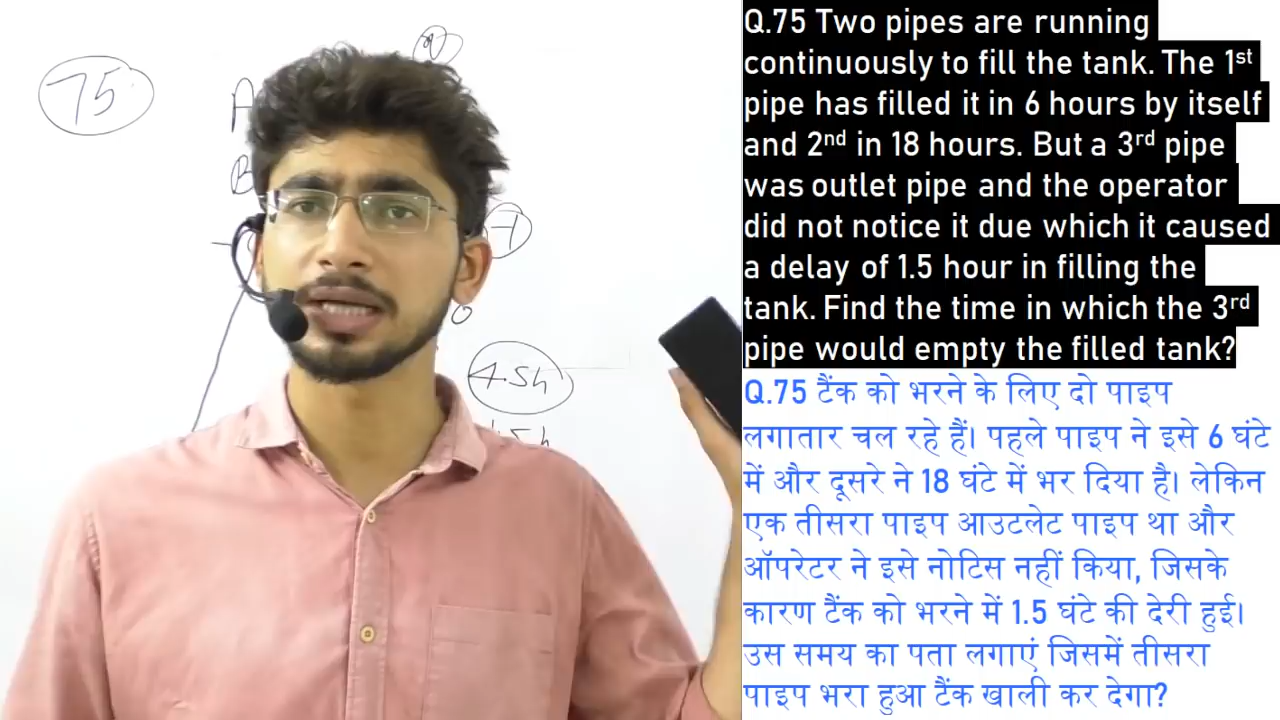 75
A
B
4.5h
Q.75 Two pipes are running
continuously to fill the tank. The 1st
pipe has filled it in 6 hours by itself
and 2nd in 18 hours. But a 3rd pipe
was outlet pipe and the operator
did not notice it due which it caused
a delay of 1.5 hour in filling the
tank. Find the time in which the 3rd
pipe would empty the filled tank?
Q.75 टैंक को भरने के लिए दो पाइप
लगातार चल रहे हैं। पहले पाइप ने इसे 6 घंटे
में और दूसरे ने 18 घंटे में भर दिया है। लेकिन
एक तीसरा पाइप आउटलेट पाइप था और
ऑपरेटर ने इसे नोटिस नहीं किया, जिसके
कारण टैंक को भरने में 1.5 घंटे की देरी हुई।
उस समय का पता लगाएं जिसमें तीसरा
पाइप भरा हुआ टैंक खाली कर देगा?